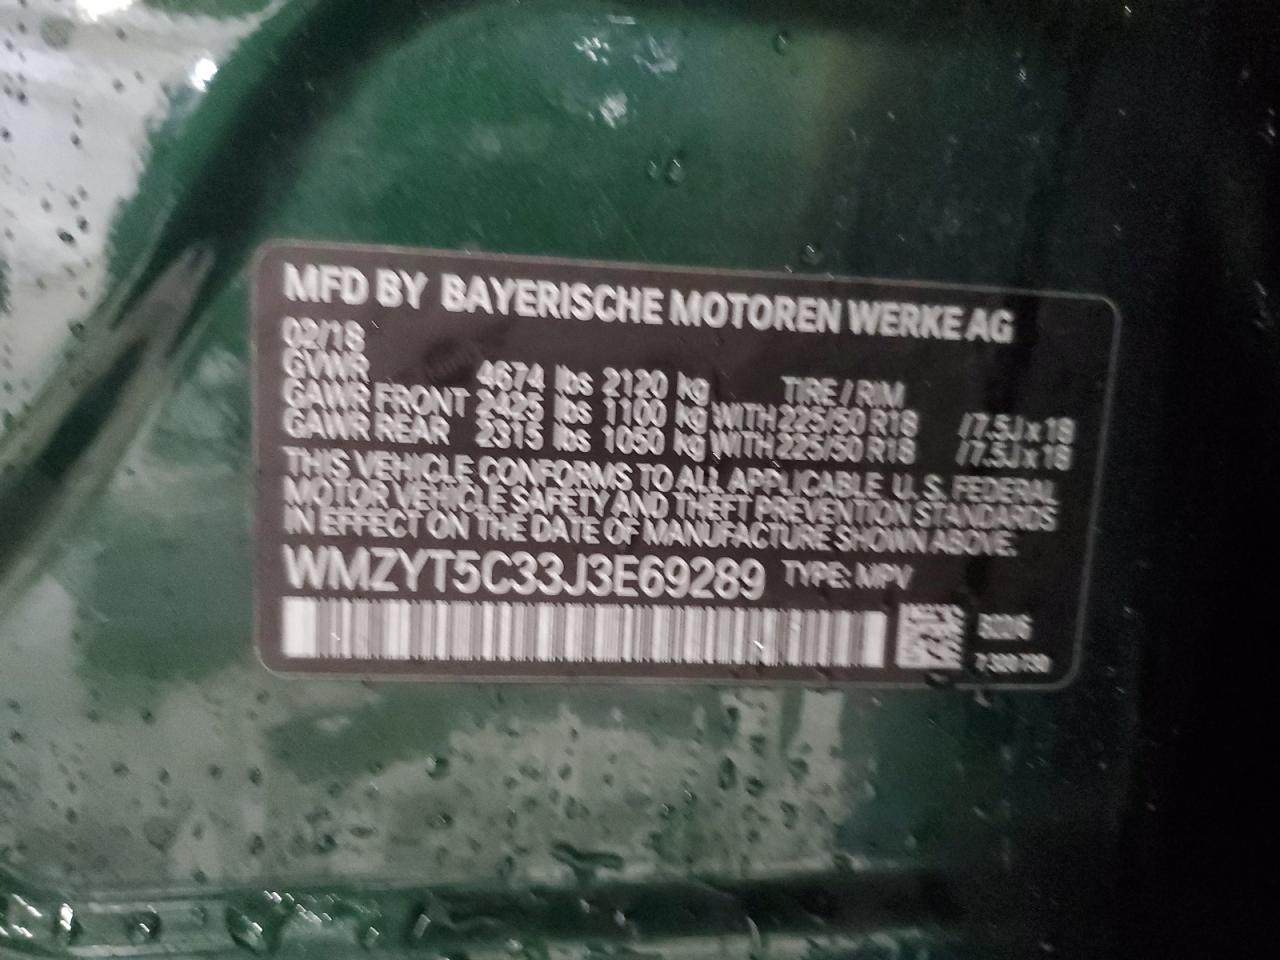 MFD BY BAYERISCHE MOTOREN WERKE AG
02/18
GVWR 4674 lbs 2120 kg TIRE / RIM
GAWR FRONT 2425 lbs 1100 kg WITH 225/50 R18 /7.5J x 18
GAWR REAR 2315 lbs 1050 kg WITH 225/50 R18 /7.5J x 18
THIS VEHICLE CONFORMS TO ALL APPLICABLE U. S. FEDERAL
MOTOR VEHICLE SAFETY AND THEFT PREVENTION STANDARDS
IN EFFECT ON THE DATE OF MANUFACTURE SHOWN ABOVE.
WMZYT5C33J3E69289 TYPE: MPV